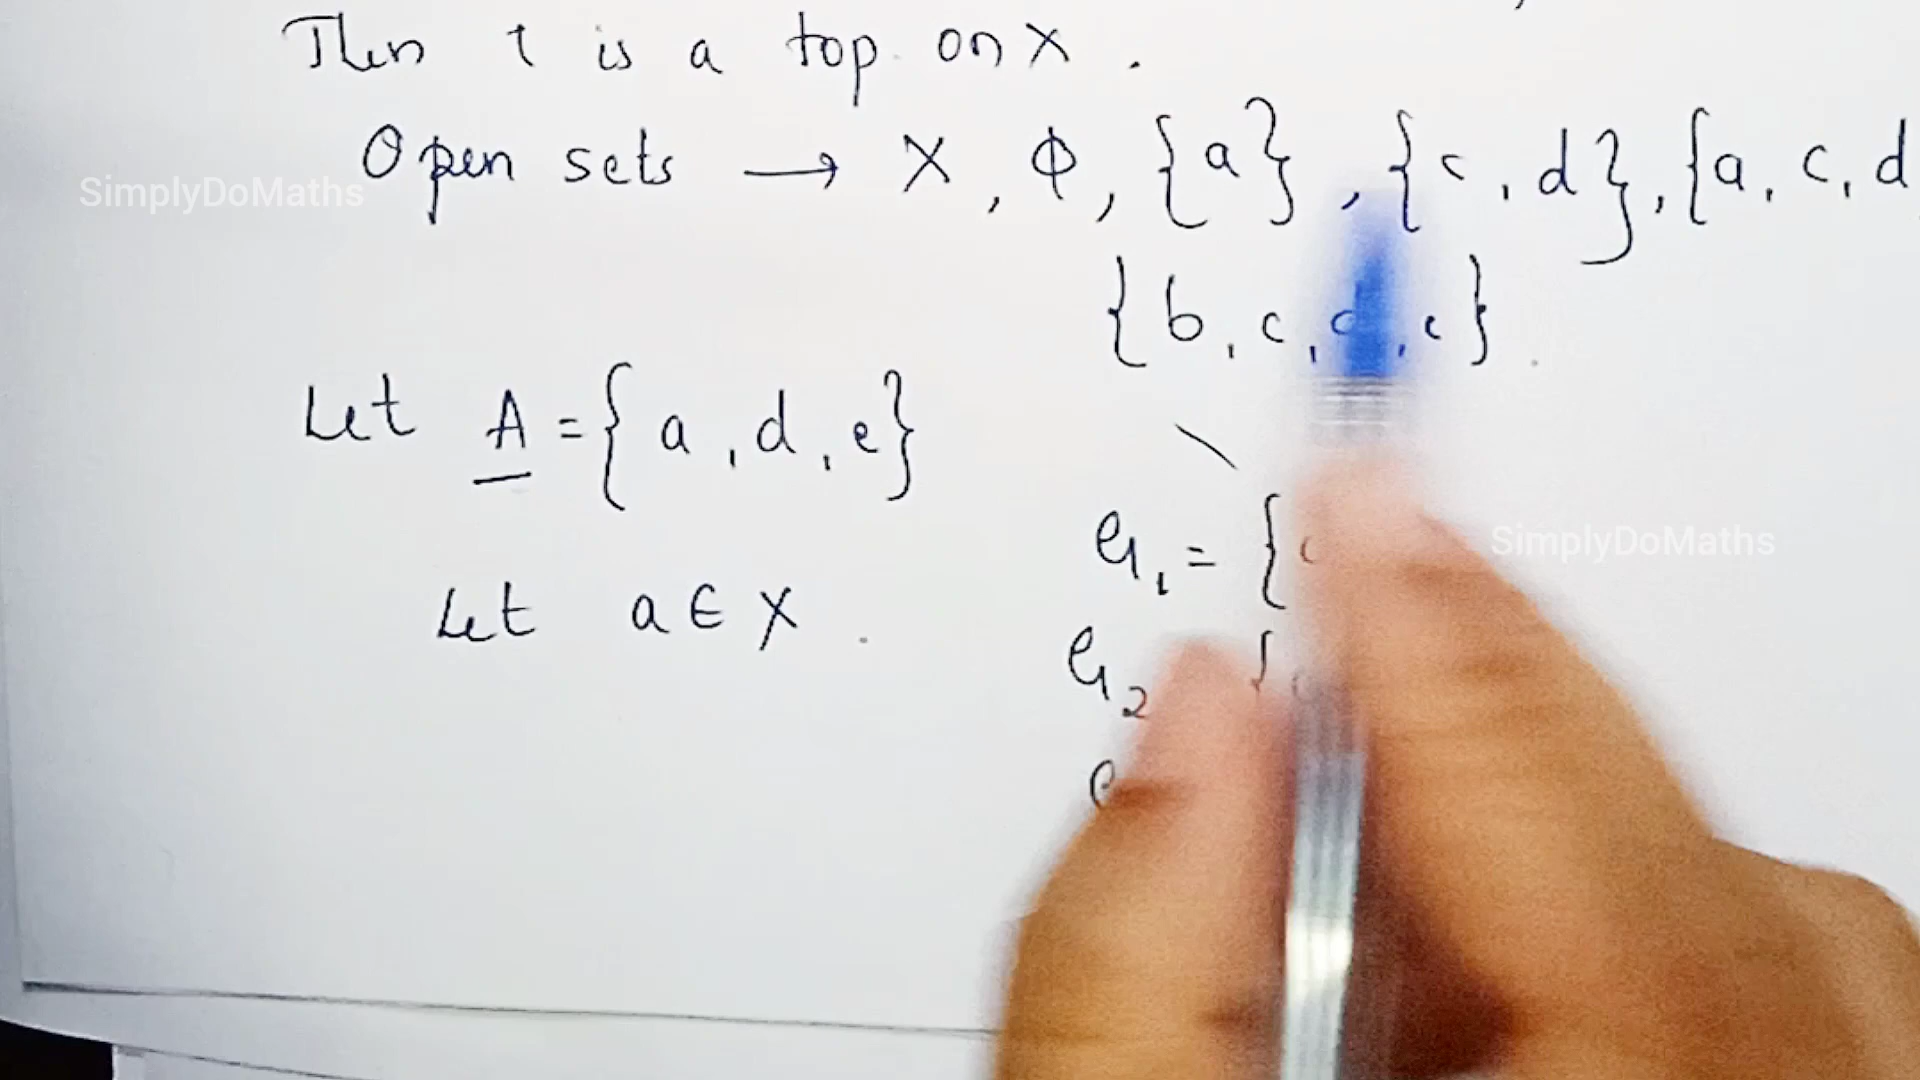 Then τ is a top. on X.
Open sets → X, Φ, {a}, {c, d}, {a, c, d
{b, c, d, e}.
Let A = {a, d, e}
G₁ = {
Let a ∈ X.
G₂ {
SimplyDoMaths
SimplyDoMaths